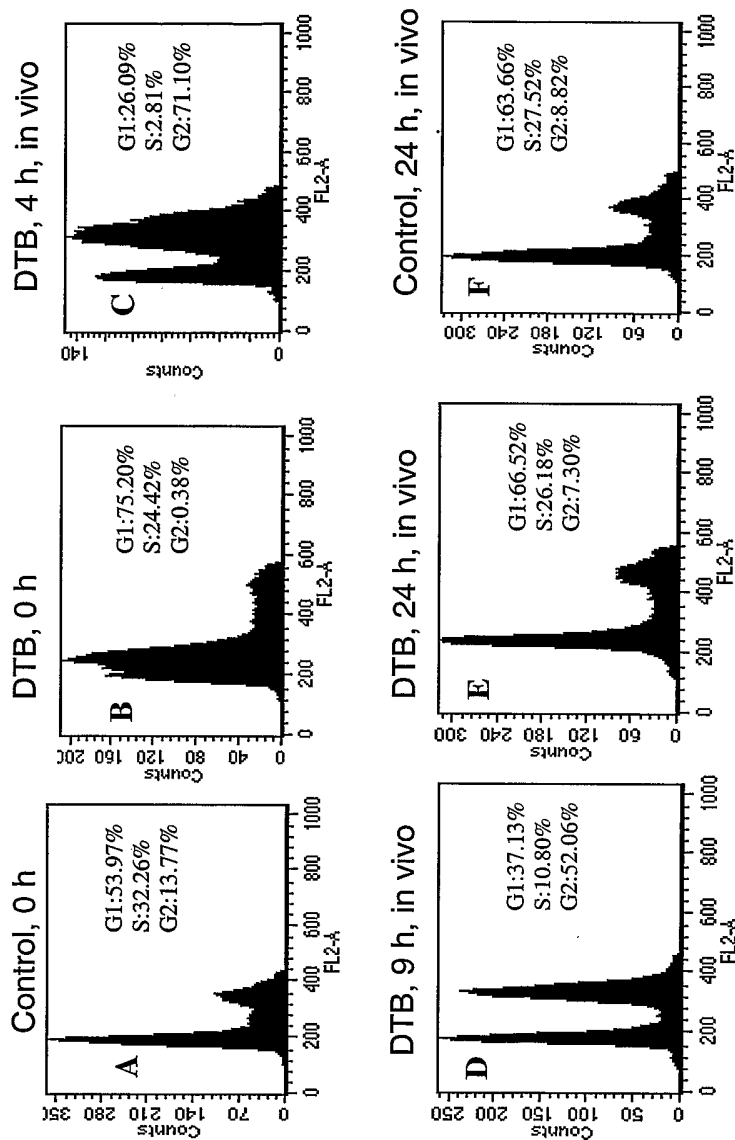 Control, 0 h
A
G1:53.97%
S:32.26%
G2:13.77%
Counts
350
280
210
140
70
0
0 200 400 600 800 1000
FL2-A
DTB, 0 h
B
G1:75.20%
S:24.42%
G2:0.38%
Counts
200
160
120
80
40
0
0 200 400 600 800 1000
FL2-A
DTB, 4 h, in vivo
C
G1:26.09%
S:2.81%
G2:71.10%
Counts
140
0
0 200 400 600 800 1000
FL2-A
DTB, 9 h, in vivo
D
G1:37.13%
S:10.80%
G2:52.06%
Counts
250
200
150
100
50
0
0 200 400 600 800 1000
FL2-A
DTB, 24 h, in vivo
E
G1:66.52%
S:26.18%
G2:7.30%
Counts
300
240
180
120
60
0
0 200 400 600 800 1000
FL2-A
Control, 24 h, in vivo
F
G1:63.66%
S:27.52%
G2:8.82%
Counts
300
240
180
120
60
0
0 200 400 600 800 1000
FL2-A